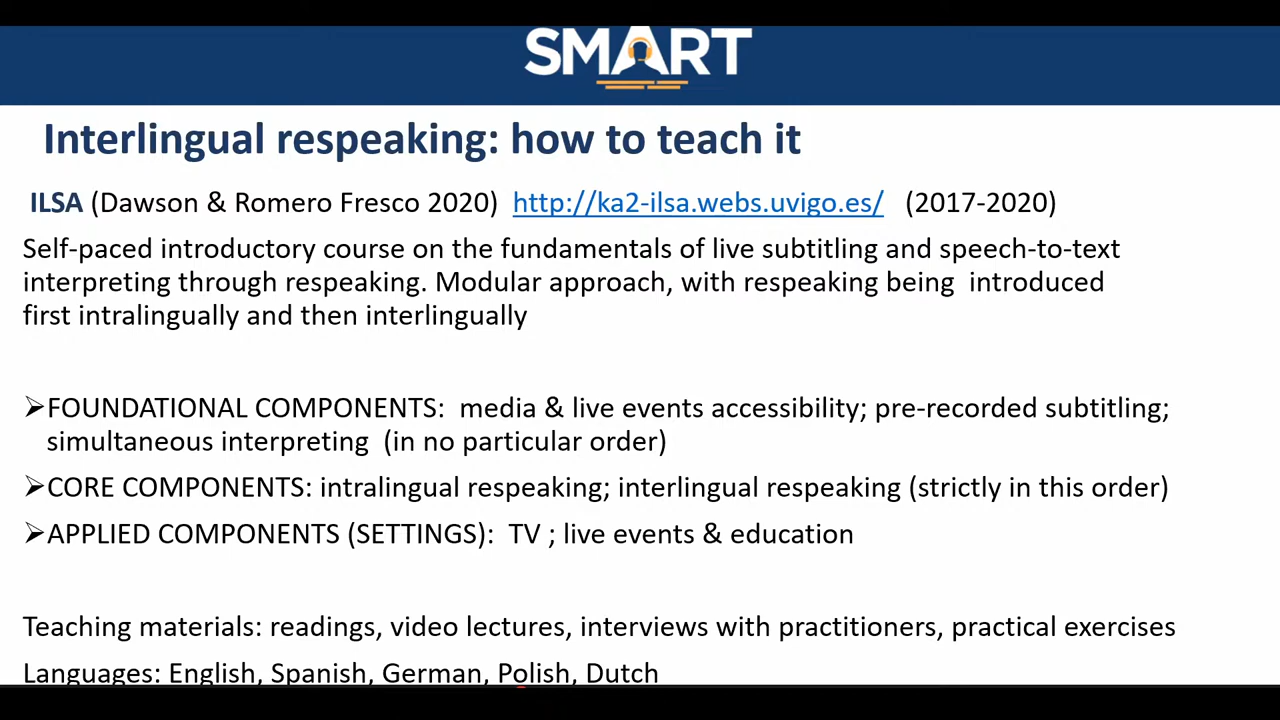 SMART
Interlingual respeaking: how to teach it
ILSA (Dawson & Romero Fresco 2020) http://ka2-ilsa.webs.uvigo.es/ (2017-2020)
Self-paced introductory course on the fundamentals of live subtitling and speech-to-text
interpreting through respeaking. Modular approach, with respeaking being introduced
first intralingually and then interlingually
➢FOUNDATIONAL COMPONENTS: media & live events accessibility; pre-recorded subtitling;
simultaneous interpreting (in no particular order)
➢CORE COMPONENTS: intralingual respeaking; interlingual respeaking (strictly in this order)
➢APPLIED COMPONENTS (SETTINGS): TV ; live events & education
Teaching materials: readings, video lectures, interviews with practitioners, practical exercises
Languages: English, Spanish, German, Polish, Dutch